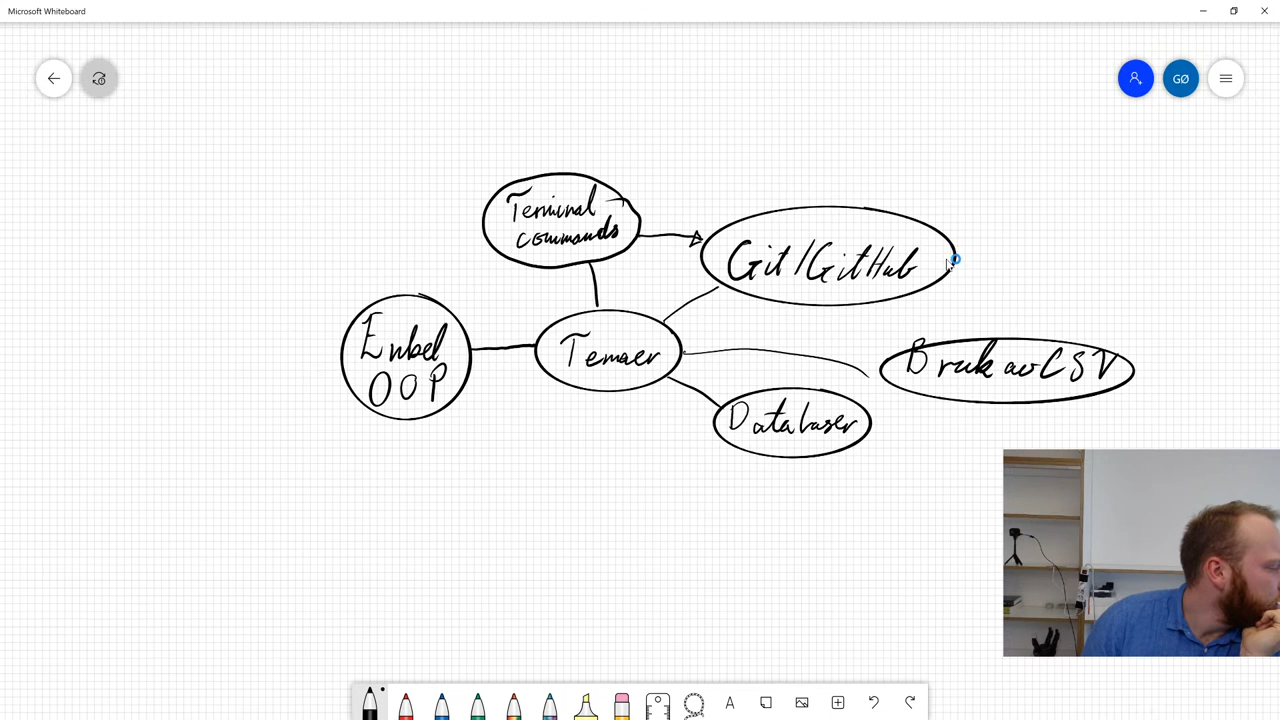 Microsoft Whiteboard
GØ
Terminal
commands
Git/GitHub
Enkel
OOP
Temaer
Bruk av CSV
Databaser
A